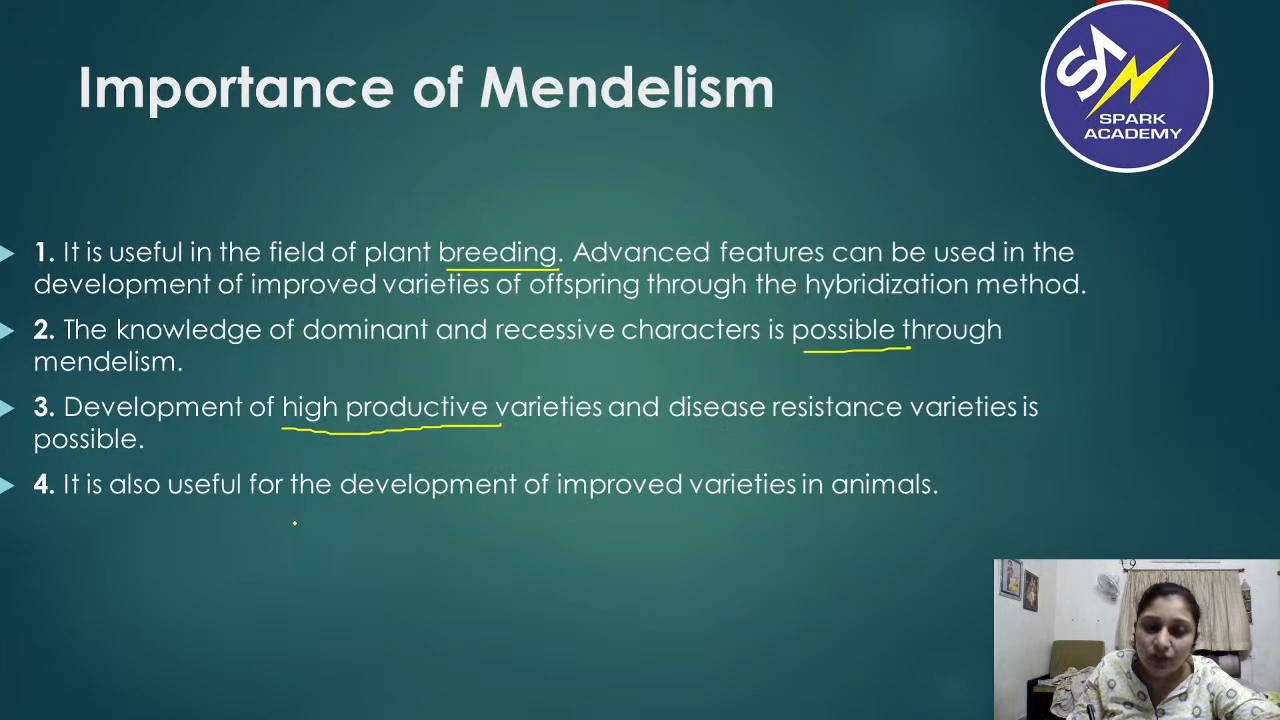 Importance of Mendelism
SPARK
ACADEMY
1. It is useful in the field of plant breeding. Advanced features can be used in the
development of improved varieties of offspring through the hybridization method.
2. The knowledge of dominant and recessive characters is possible through
mendelism.
3. Development of high productive varieties and disease resistance varieties is
possible.
4. It is also useful for the development of improved varieties in animals.